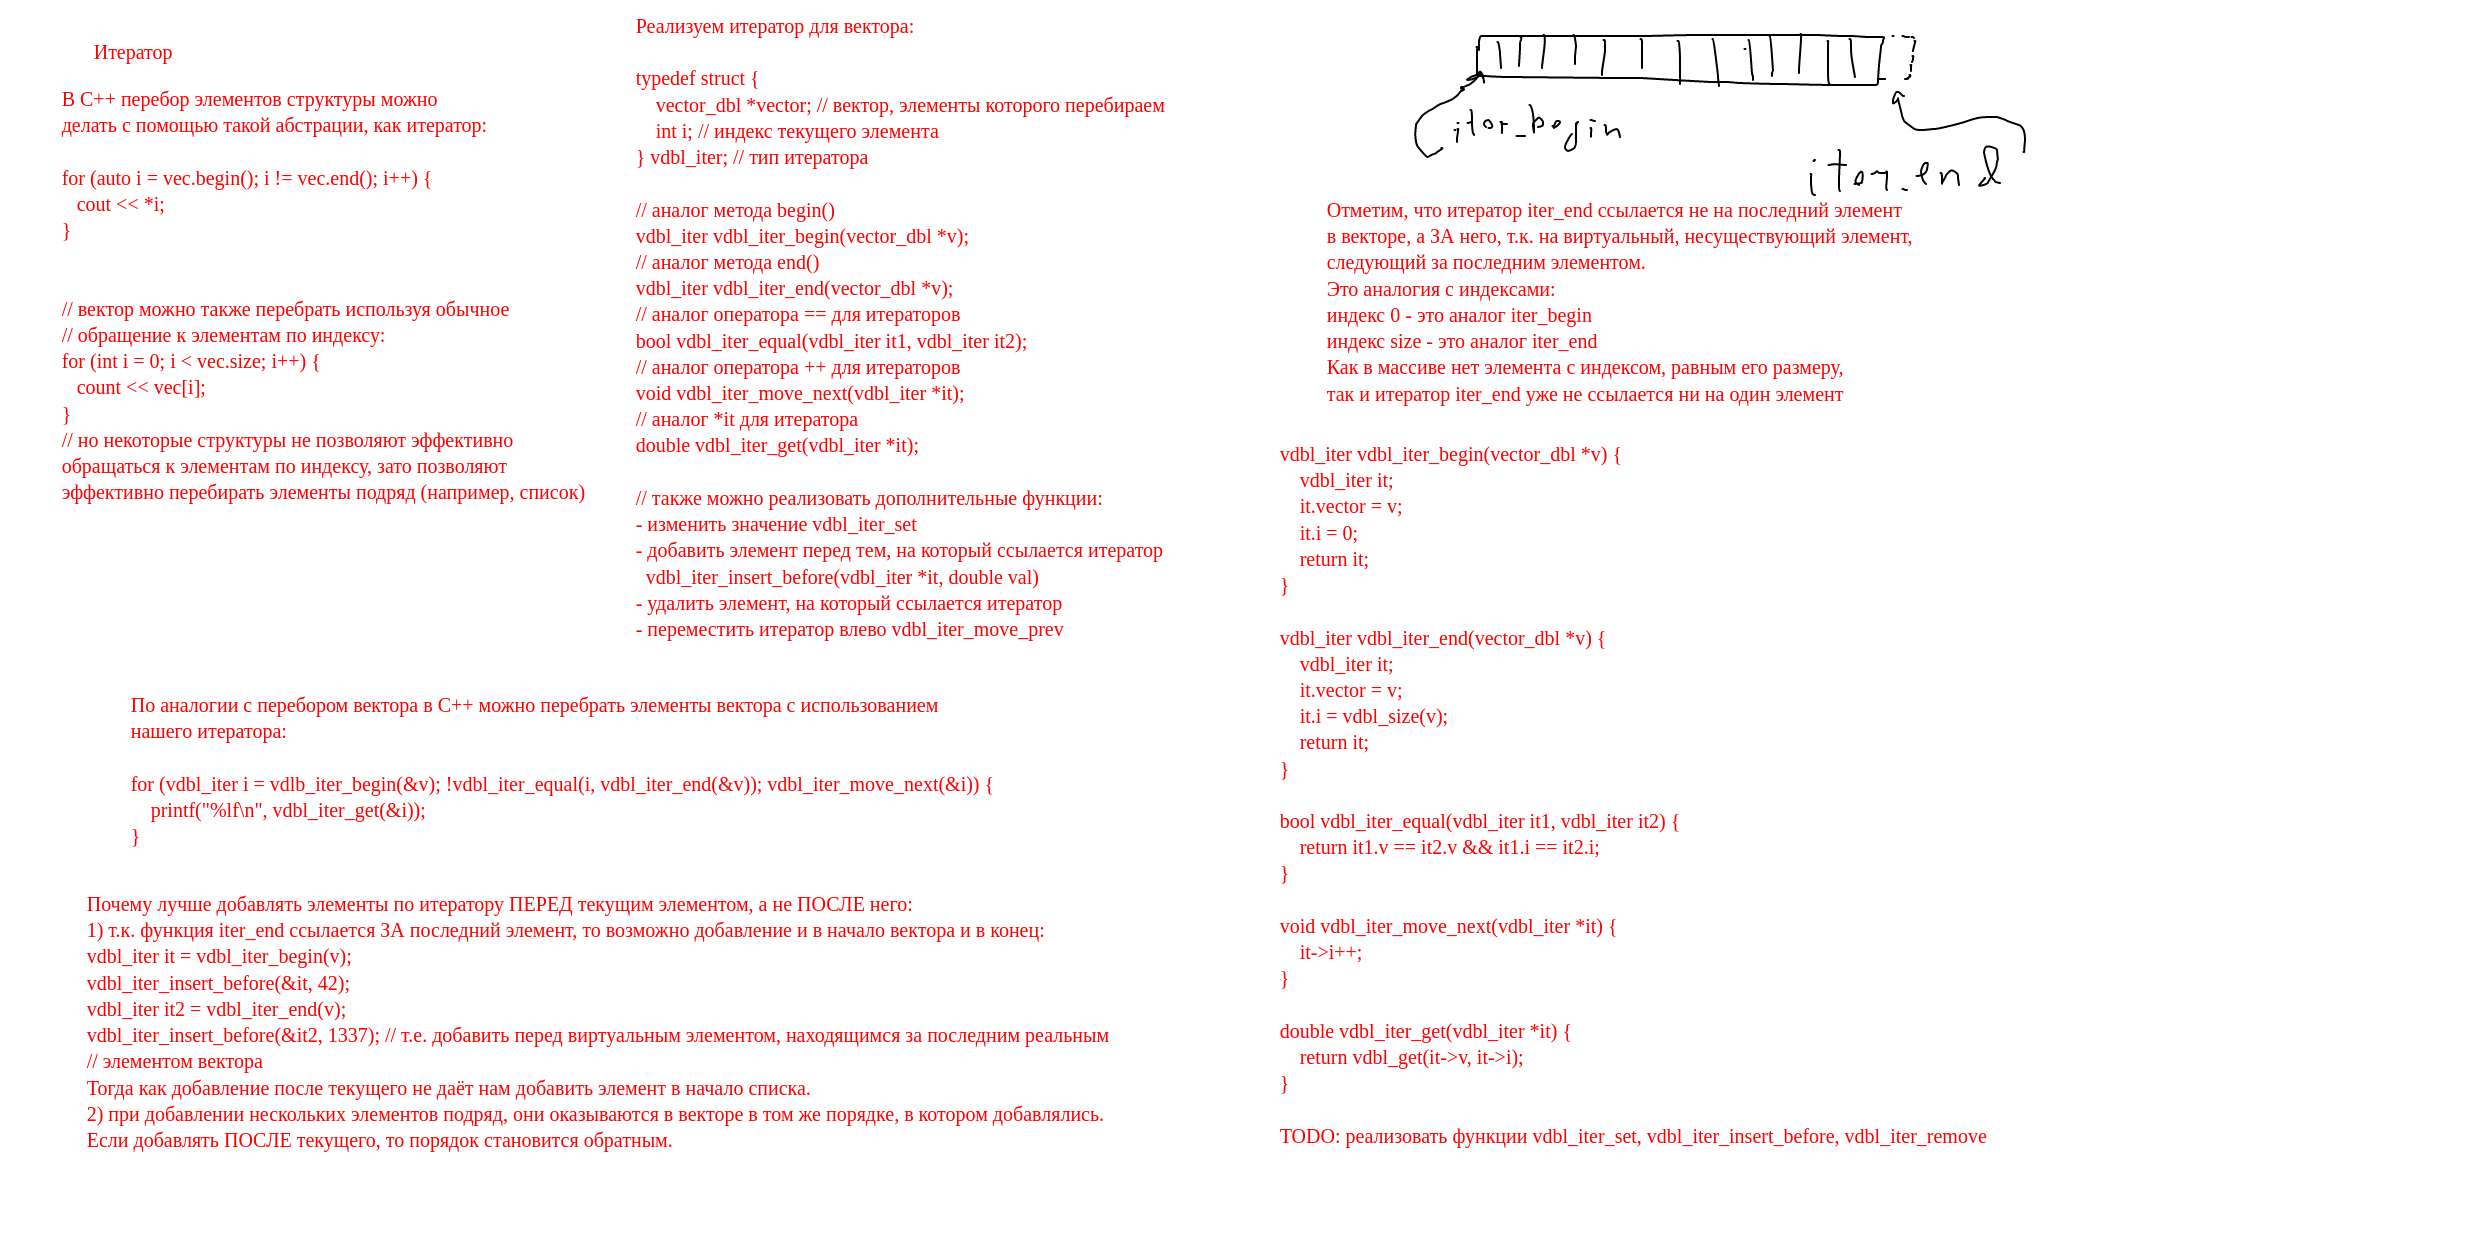 Итератор
В C++ перебор элементов структуры можно
делать с помощью такой абстрации, как итератор:
for (auto i = vec.begin(); i != vec.end(); i++) {
cout << *i;
}
// вектор можно также перебрать используя обычное
// обращение к элементам по индексу:
for (int i = 0; i < vec.size; i++) {
count << vec[i];
}
// но некоторые структуры не позволяют эффективно
обращаться к элементам по индексу, зато позволяют
эффективно перебирать элементы подряд (например, список)
Реализуем итератор для вектора:
typedef struct {
vector_dbl *vector; // вектор, элементы которого перебираем
int i; // индекс текущего элемента
} vdbl_iter; // тип итератора
// аналог метода begin()
vdbl_iter vdbl_iter_begin(vector_dbl *v);
// аналог метода end()
vdbl_iter vdbl_iter_end(vector_dbl *v);
// аналог оператора == для итераторов
bool vdbl_iter_equal(vdbl_iter it1, vdbl_iter it2);
// аналог оператора ++ для итераторов
void vdbl_iter_move_next(vdbl_iter *it);
// аналог *it для итератора
double vdbl_iter_get(vdbl_iter *it);
// также можно реализовать дополнительные функции:
- изменить значение vdbl_iter_set
- добавить элемент перед тем, на который ссылается итератор
vdbl_iter_insert_before(vdbl_iter *it, double val)
- удалить элемент, на который ссылается итератор
- переместить итератор влево vdbl_iter_move_prev
По аналогии с перебором вектора в C++ можно перебрать элементы вектора с использованием
нашего итератора:
for (vdbl_iter i = vdlb_iter_begin(&v); !vdbl_iter_equal(i, vdbl_iter_end(&v)); vdbl_iter_move_next(&i)) {
printf("%lf\n", vdbl_iter_get(&i));
}
Почему лучше добавлять элементы по итератору ПЕРЕД текущим элементом, а не ПОСЛЕ него:
1) т.к. функция iter_end ссылается ЗА последний элемент, то возможно добавление и в начало вектора и в конец:
vdbl_iter it = vdbl_iter_begin(v);
vdbl_iter_insert_before(&it, 42);
vdbl_iter it2 = vdbl_iter_end(v);
vdbl_iter_insert_before(&it2, 1337); // т.е. добавить перед виртуальным элементом, находящимся за последним реальным
// элементом вектора
Тогда как добавление после текущего не даёт нам добавить элемент в начало списка.
2) при добавлении нескольких элементов подряд, они оказываются в векторе в том же порядке, в котором добавлялись.
Если добавлять ПОСЛЕ текущего, то порядок становится обратным.
iter_begin
iter_end
Отметим, что итератор iter_end ссылается не на последний элемент
в векторе, а ЗА него, т.к. на виртуальный, несуществующий элемент,
следующий за последним элементом.
Это аналогия с индексами:
индекс 0 - это аналог iter_begin
индекс size - это аналог iter_end
Как в массиве нет элемента с индексом, равным его размеру,
так и итератор iter_end уже не ссылается ни на один элемент
vdbl_iter vdbl_iter_begin(vector_dbl *v) {
vdbl_iter it;
it.vector = v;
it.i = 0;
return it;
}
vdbl_iter vdbl_iter_end(vector_dbl *v) {
vdbl_iter it;
it.vector = v;
it.i = vdbl_size(v);
return it;
}
bool vdbl_iter_equal(vdbl_iter it1, vdbl_iter it2) {
return it1.v == it2.v && it1.i == it2.i;
}
void vdbl_iter_move_next(vdbl_iter *it) {
it->i++;
}
double vdbl_iter_get(vdbl_iter *it) {
return vdbl_get(it->v, it->i);
}
TODO: реализовать функции vdbl_iter_set, vdbl_iter_insert_before, vdbl_iter_remove